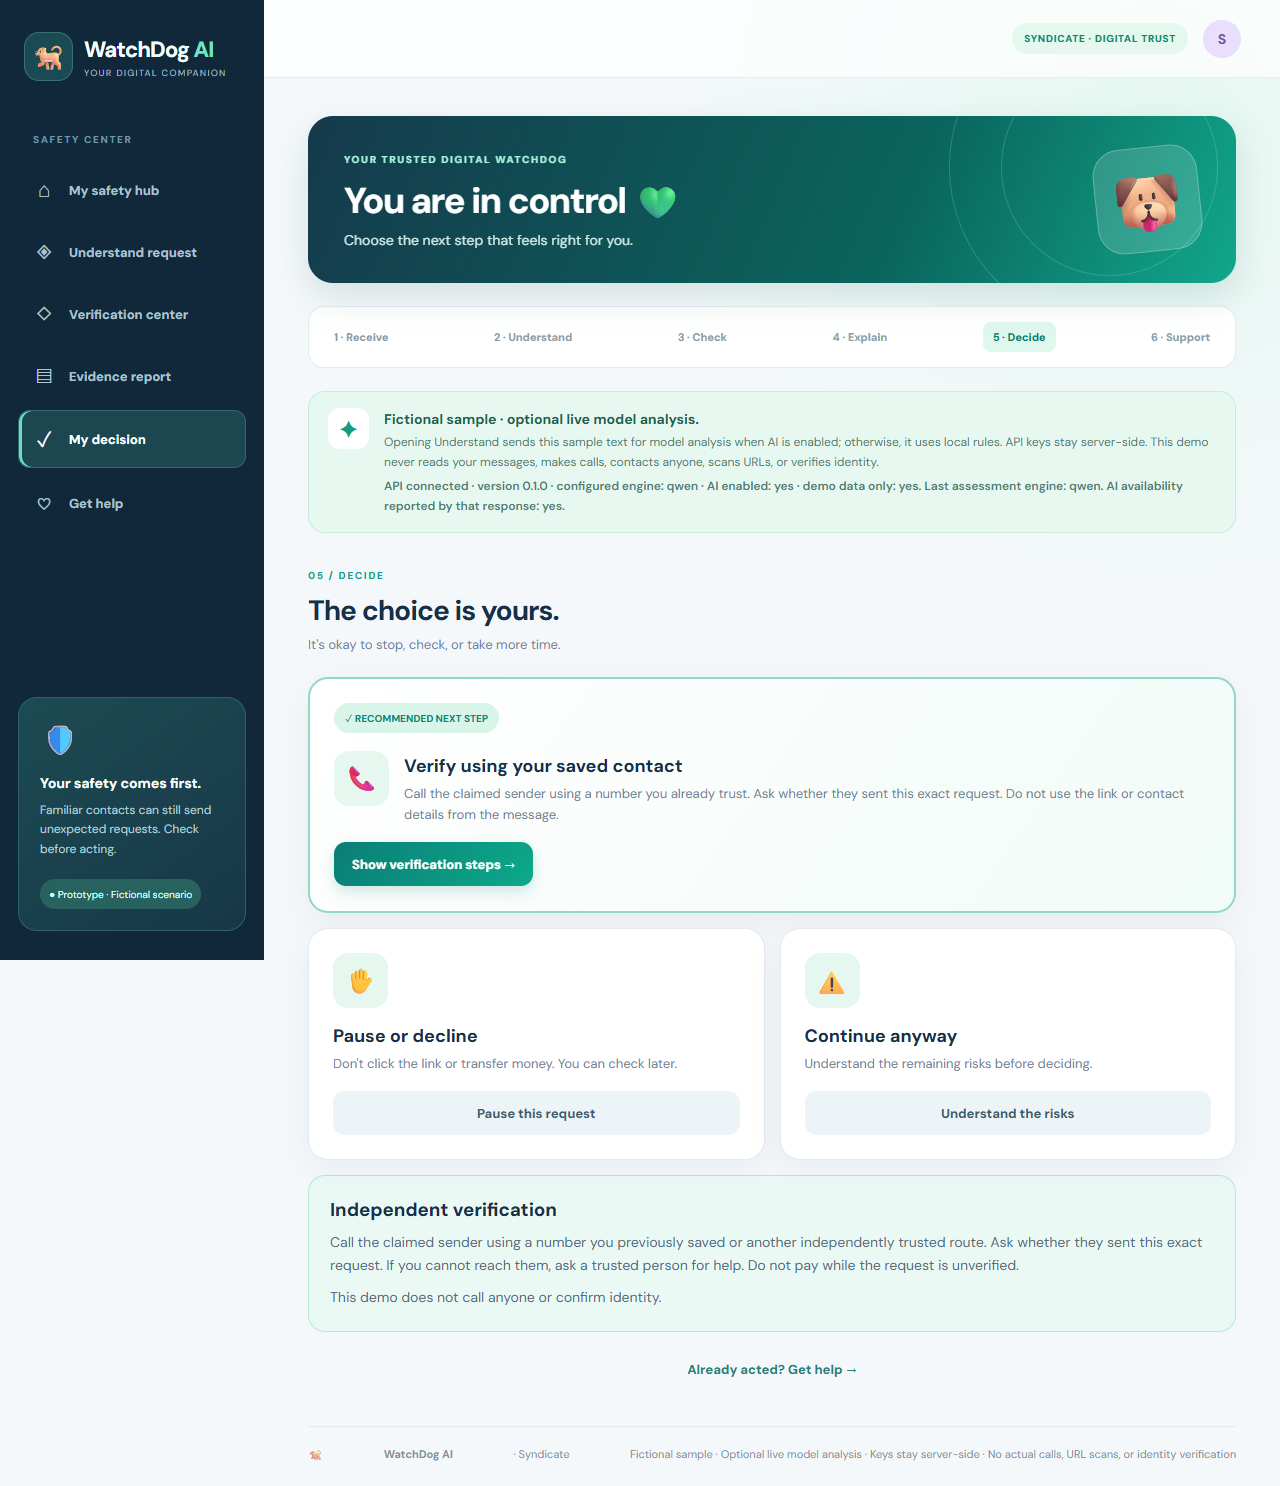 WatchDog AI
YOUR DIGITAL COMPANION
SAFETY CENTER
My safety hub
Understand request
Verification center
Evidence report
My decision
Get help
Your safety comes first.
Familiar contacts can still send
unexpected requests. Check
before acting.
● Prototype · Fictional scenario
SYNDICATE · DIGITAL TRUST
S
YOUR TRUSTED DIGITAL WATCHDOG
You are in control
Choose the next step that feels right for you.
1 · Receive
2 · Understand
3 · Check
4 · Explain
5 · Decide
6 · Support
Fictional sample · optional live model analysis.
Opening Understand sends this sample text for model analysis when AI is enabled; otherwise, it uses local rules. API keys stay server-side. This demo
never reads your messages, makes calls, contacts anyone, scans URLs, or verifies identity.
API connected · version 0.1.0 · configured engine: qwen · AI enabled: yes · demo data only: yes. Last assessment engine: qwen. AI availability
reported by that response: yes.
05 / DECIDE
The choice is yours.
It's okay to stop, check, or take more time.
✓ RECOMMENDED NEXT STEP
Verify using your saved contact
Call the claimed sender using a number you already trust. Ask whether they sent this exact request. Do not use the link or contact
details from the message.
Show verification steps →
Pause or decline
Don't click the link or transfer money. You can check later.
Pause this request
Continue anyway
Understand the remaining risks before deciding.
Understand the risks
Independent verification
Call the claimed sender using a number you previously saved or another independently trusted route. Ask whether they sent this exact
request. If you cannot reach them, ask a trusted person for help. Do not pay while the request is unverified.
This demo does not call anyone or confirm identity.
Already acted? Get help →
WatchDog AI · Syndicate
Fictional sample · Optional live model analysis · Keys stay server-side · No actual calls, URL scans, or identity verification